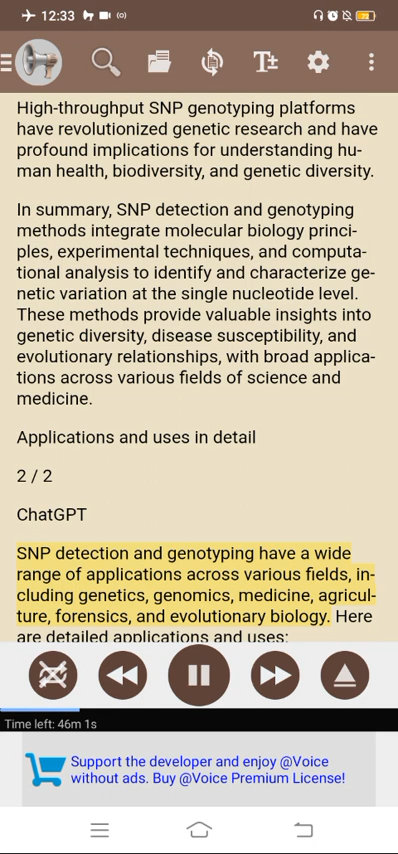 12:33
T±
High-throughput SNP genotyping platforms
have revolutionized genetic research and have
profound implications for understanding hu-
man health, biodiversity, and genetic diversity.
In summary, SNP detection and genotyping
methods integrate molecular biology princi-
ples, experimental techniques, and computa-
tional analysis to identify and characterize ge-
netic variation at the single nucleotide level.
These methods provide valuable insights into
genetic diversity, disease susceptibility, and
evolutionary relationships, with broad applica-
tions across various fields of science and
medicine.
Applications and uses in detail
2 / 2
ChatGPT
SNP detection and genotyping have a wide
range of applications across various fields, in-
cluding genetics, genomics, medicine, agricul-
ture, forensics, and evolutionary biology. Here
are detailed applications and uses:
Time left: 46m 1s
Support the developer and enjoy @Voice
without ads. Buy @Voice Premium License!